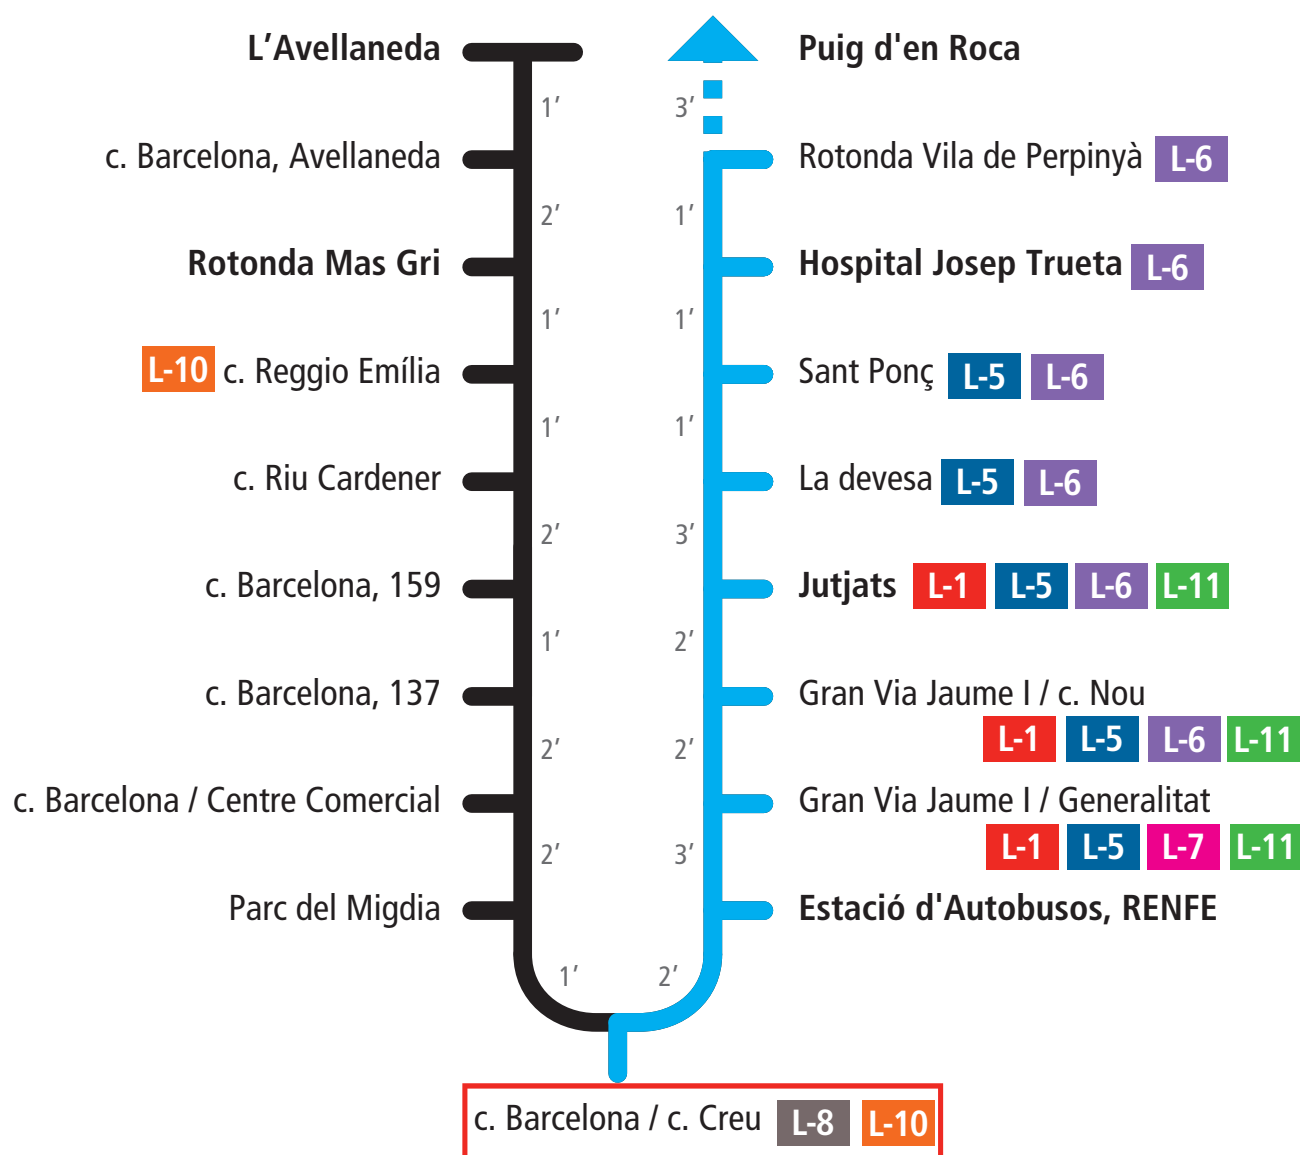 L’Avellaneda
1’
c. Barcelona, Avellaneda
2’
Rotonda Mas Gri
1’
L-10 c. Reggio Emília
1’
c. Riu Cardener
2’
c. Barcelona, 159
1’
c. Barcelona, 137
2’
c. Barcelona / Centre Comercial
2’
Parc del Migdia
1’
Puig d'en Roca
3’
Rotonda Vila de Perpinyà L-6
1’
Hospital Josep Trueta L-6
1’
Sant Ponç L-5 L-6
1’
La devesa L-5 L-6
3’
Jutjats L-1 L-5 L-6 L-11
2’
Gran Via Jaume I / c. Nou
L-1 L-5 L-6 L-11
2’
Gran Via Jaume I / Generalitat
L-1 L-5 L-7 L-11
3’
Estació d'Autobusos, RENFE
2’
c. Barcelona / c. Creu L-8 L-10